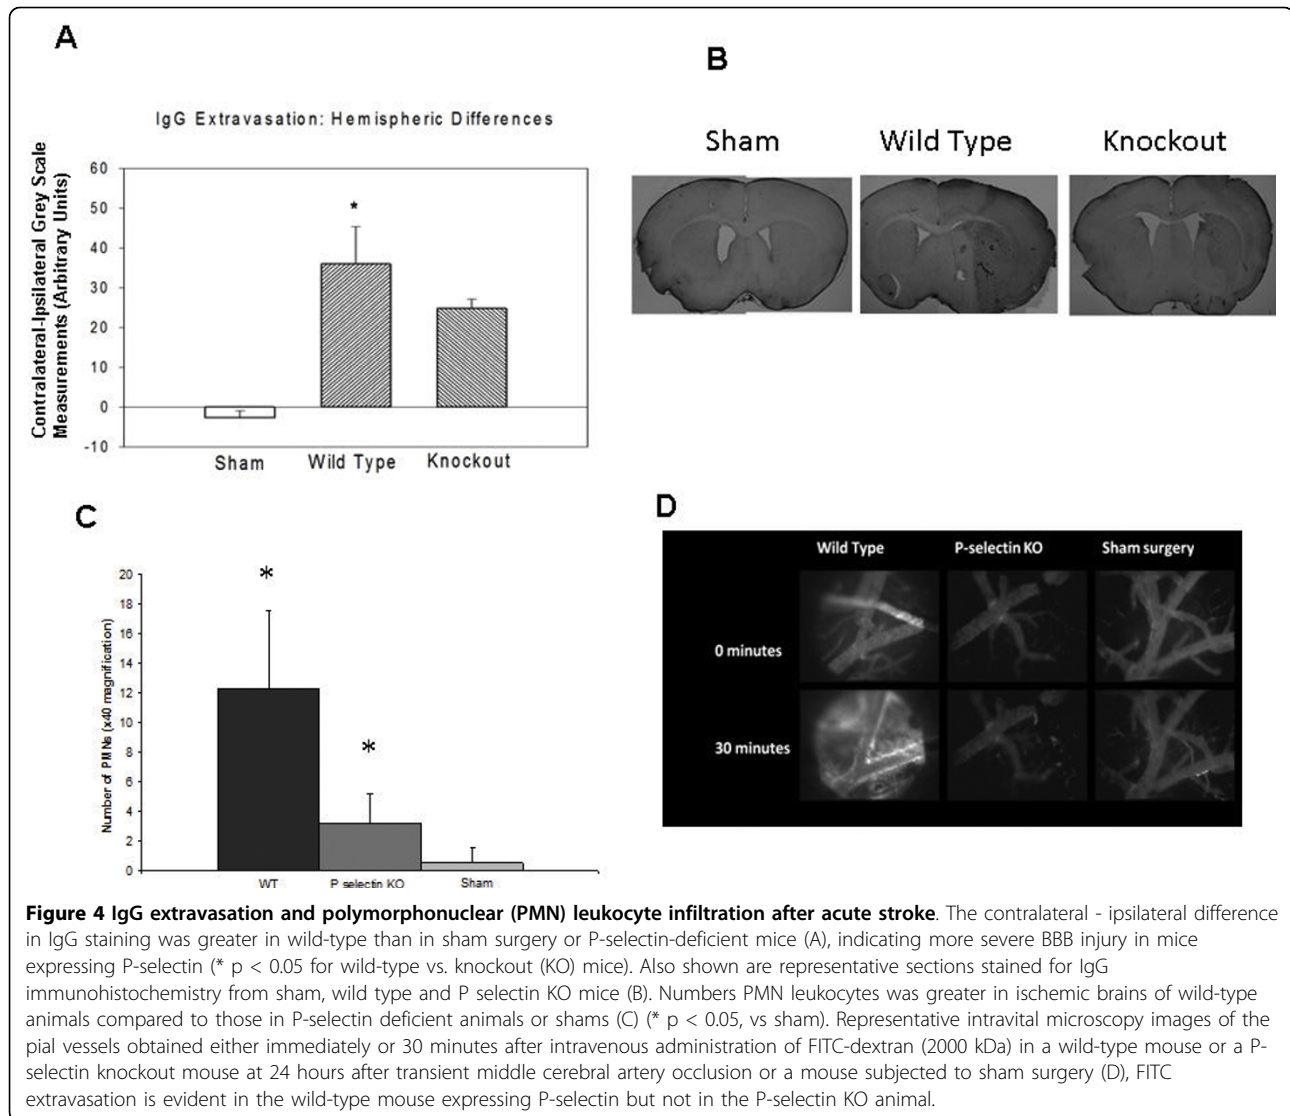 A
IgG Extravasation: Hemispheric Differences
Contralateral-Ipsilateral Grey Scale
Measurements (Arbitrary Units)
60
50
40
30
20
10
0
-10
*
Sham Wild Type Knockout
B
Sham Wild Type Knockout
C
Number of PMNs (x40 magnification)
20
18
16
14
12
10
8
6
4
2
0
*
*
WT P selectin KO Sham
D
Wild Type P-selectin KO Sham surgery
0 minutes
30 minutes
Figure 4 IgG extravasation and polymorphonuclear (PMN) leukocyte infiltration after acute stroke. The contralateral - ipsilateral difference
in IgG staining was greater in wild-type than in sham surgery or P-selectin-deficient mice (A), indicating more severe BBB injury in mice
expressing P-selectin (* p < 0.05 for wild-type vs. knockout (KO) mice). Also shown are representative sections stained for IgG
immunohistochemistry from sham, wild type and P selectin KO mice (B). Numbers PMN leukocytes was greater in ischemic brains of wild-type
animals compared to those in P-selectin deficient animals or shams (C) (* p < 0.05, vs sham). Representative intravital microscopy images of the
pial vessels obtained either immediately or 30 minutes after intravenous administration of FITC-dextran (2000 kDa) in a wild-type mouse or a P-
selectin knockout mouse at 24 hours after transient middle cerebral artery occlusion or a mouse subjected to sham surgery (D), FITC
extravasation is evident in the wild-type mouse expressing P-selectin but not in the P-selectin KO animal.